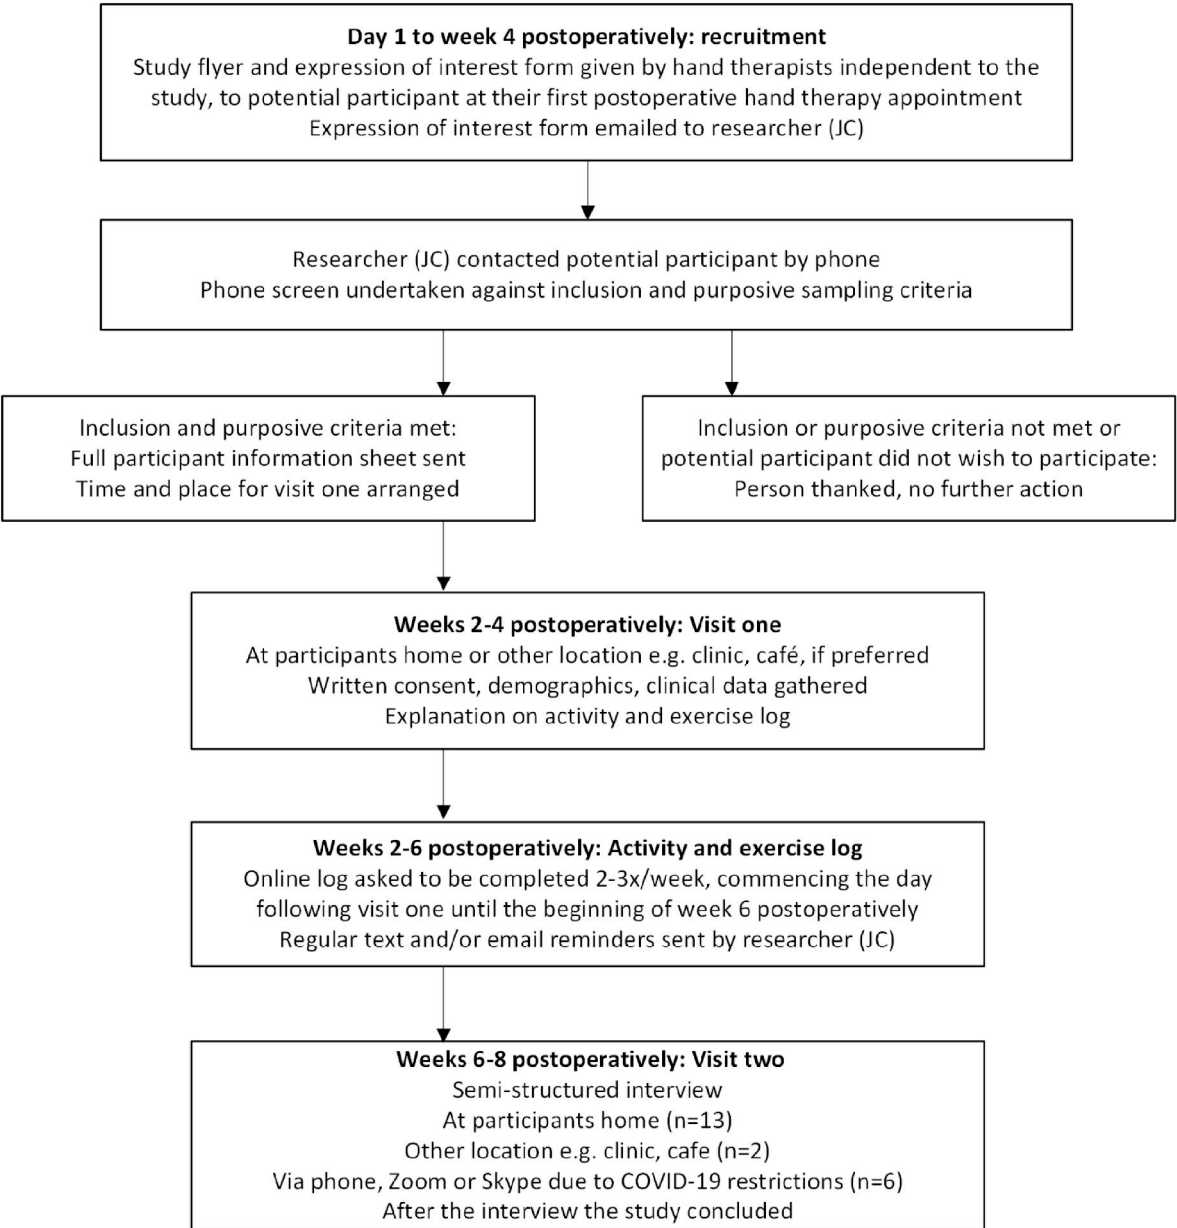 Day 1 to week 4 postoperatively: recruitment
Study flyer and expression of interest form given by hand therapists independent to the
study, to potential participant at their first postoperative hand therapy appointment
Expression of interest form emailed to researcher (JC)
Researcher (JC) contacted potential participant by phone
Phone screen undertaken against inclusion and purposive sampling criteria
Inclusion and purposive criteria met:
Full participant information sheet sent
Time and place for visit one arranged
Inclusion or purposive criteria not met or
potential participant did not wish to participate:
Person thanked, no further action
Weeks 2-4 postoperatively: Visit one
At participants home or other location e.g. clinic, café, if preferred
Written consent, demographics, clinical data gathered
Explanation on activity and exercise log
Weeks 2-6 postoperatively: Activity and exercise log
Online log asked to be completed 2-3x/week, commencing the day
following visit one until the beginning of week 6 postoperatively
Regular text and/or email reminders sent by researcher (JC)
Weeks 6-8 postoperatively: Visit two
Semi-structured interview
At participants home (n=13)
Other location e.g. clinic, cafe (n=2)
Via phone, Zoom or Skype due to COVID-19 restrictions (n=6)
After the interview the study concluded